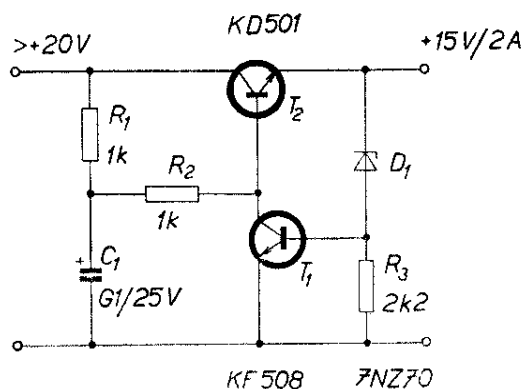 KD501
>+20V
+15V/2A
R1
1k
T2
R2
1k
D1
C1
+
G1/25V
T1
R3
2k2
KF508
7NZ70